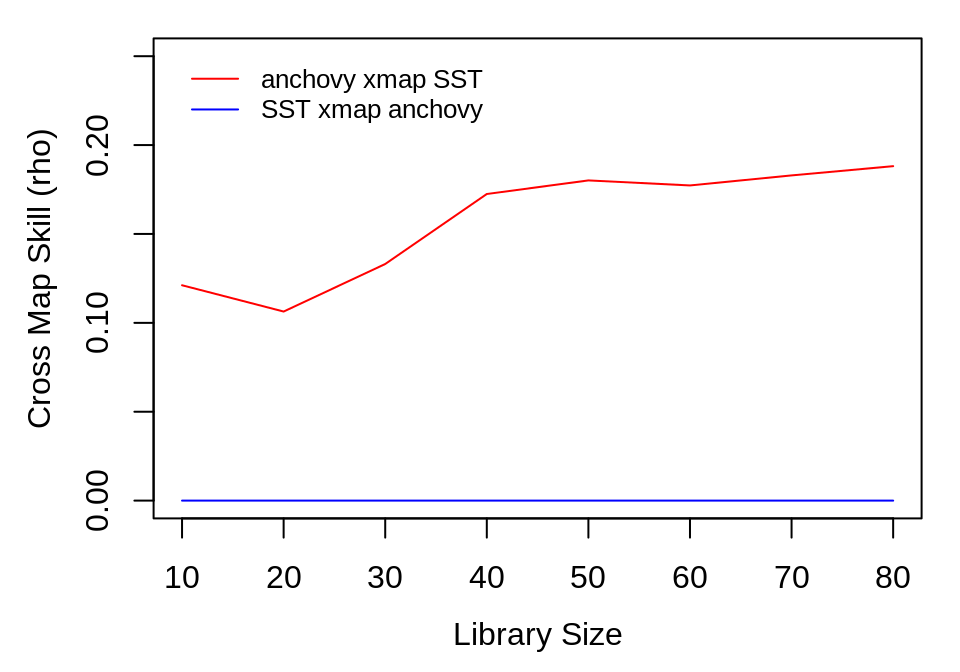 anchovy xmap SST
SST xmap anchovy
Cross Map Skill (rho)
0.20
0.10
0.00
10 20 30 40 50 60 70 80
Library Size